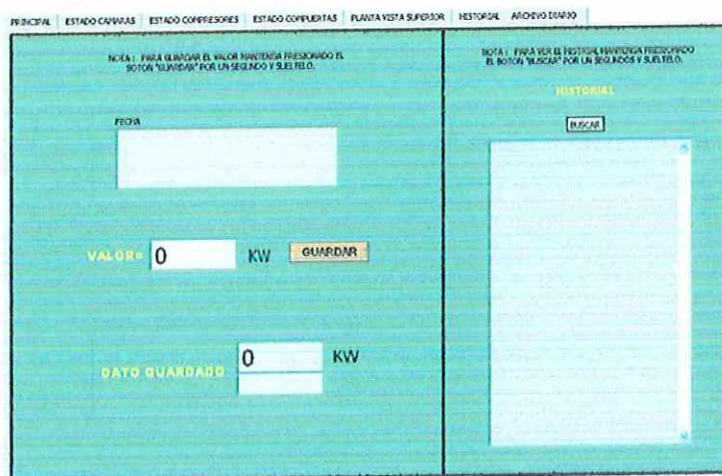 PRINCIPAL ESTADO CAMARAS ESTADO COMPRESORES ESTADO COMPUERTAS PLANTA VISTA SUPERIOR HISTORIAL ARCHIVO DIARIO
NOTA : PARA GUARDAR EL VALOR MANTENGA PRESIONADO EL
BOTON "GUARDAR" POR UN SEGUNDO Y SUELTELO.
FECHA
VALOR= 0 KW GUARDAR
DATO GUARDADO 0 KW
NOTA : PARA VER EL HISTRIAL MANTENGA PRESIONADO
EL BOTON "BUSCAR" POR UN SEGUNDOS Y SUELTELO.
HISTORIAL
BUSCAR